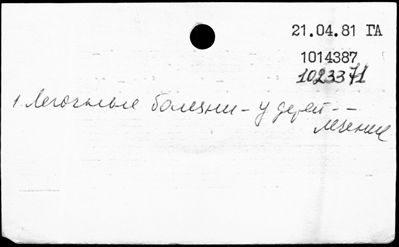 21.04.81 ГА
1014387
1023371
1. Легочные болезни - у детей --
лечение